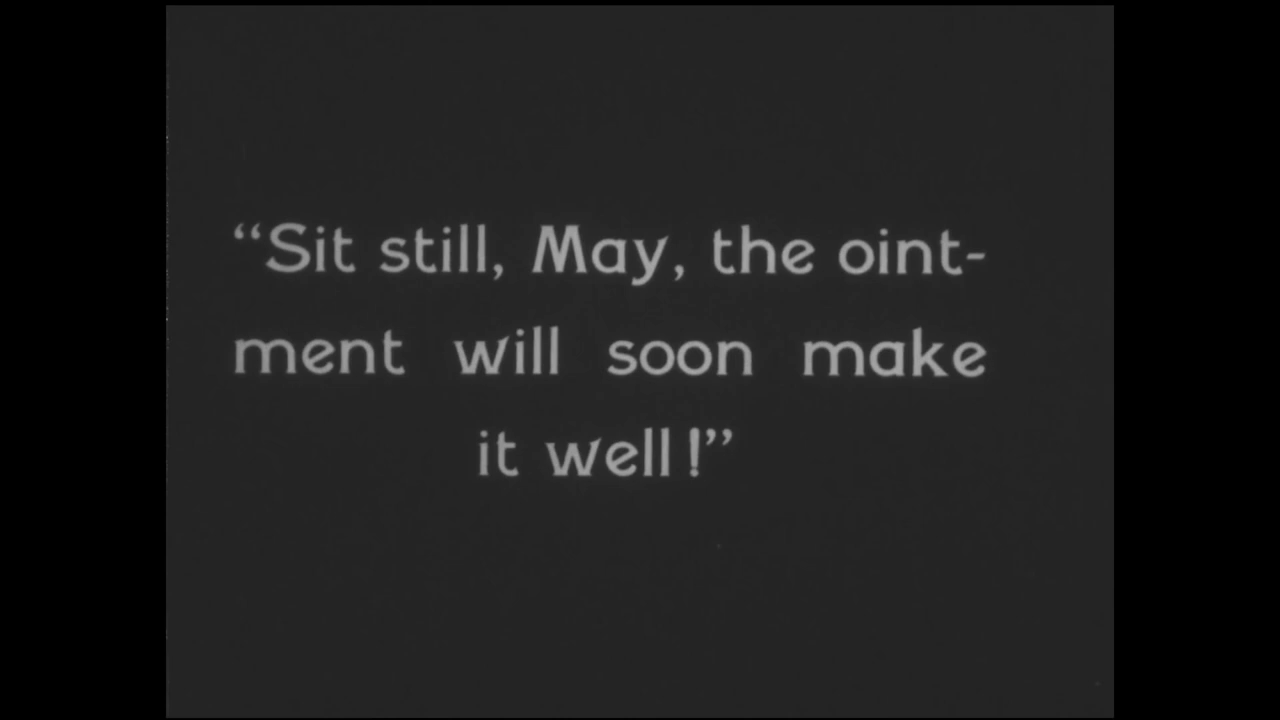 “Sit still, May, the oint-
ment will soon make
it well!”